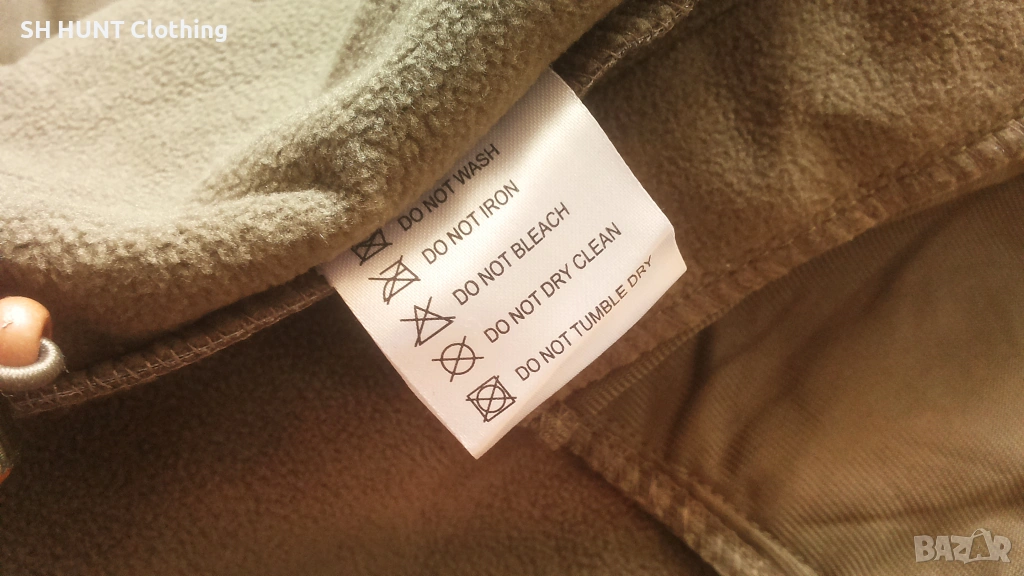 SH HUNT Clothing
DO NOT WASH
DO NOT IRON
DO NOT BLEACH
DO NOT DRY CLEAN
DO NOT TUMBLE DRY
BAZAR